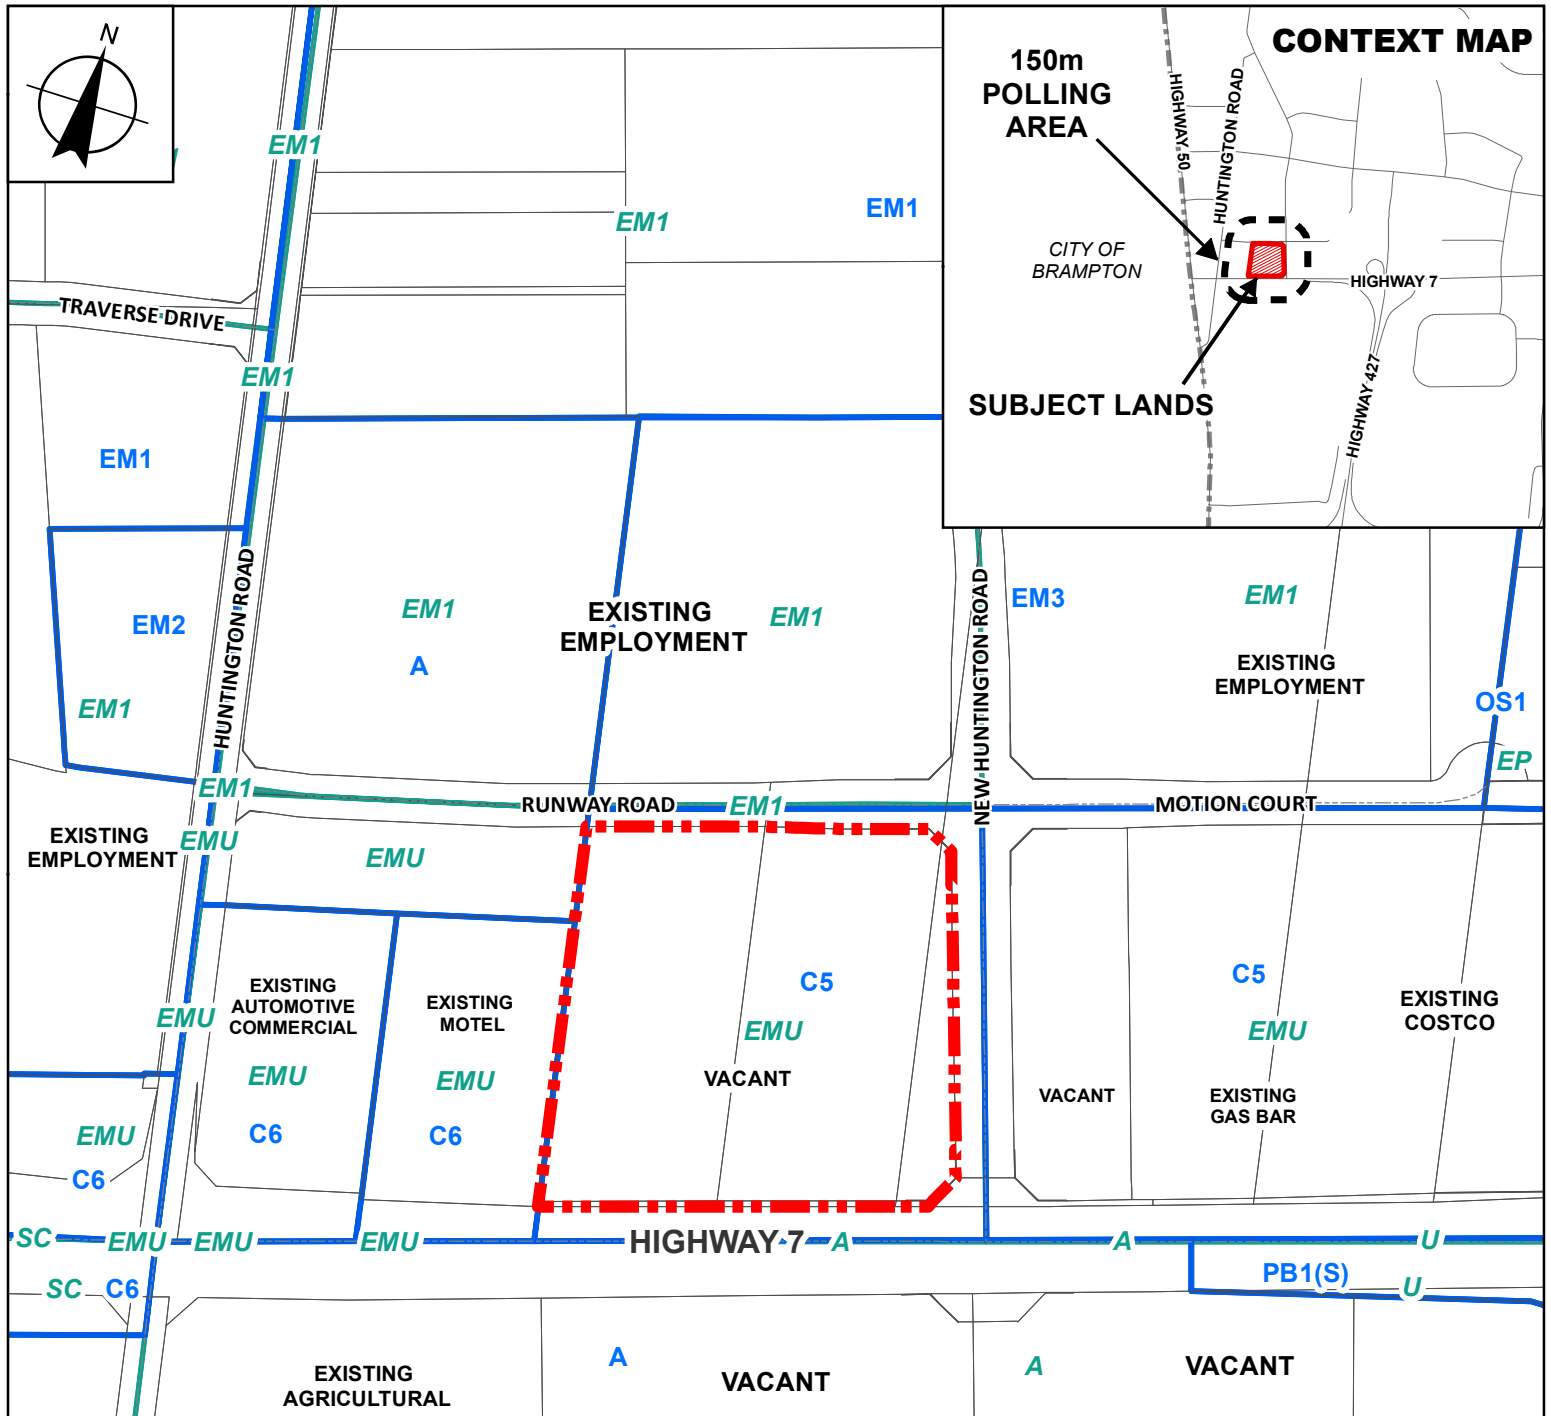 N
CONTEXT MAP
150m
POLLING
AREA
HIGHWAY 50
HUNTINGTON ROAD
CITY OF
BRAMPTON
HIGHWAY 7
HIGHWAY 427
SUBJECT LANDS
EM1
EM1
EM1
TRAVERSE DRIVE
EM1
EM1
HUNTINGTON ROAD
EM2
EM1
EM1
A
EXISTING
EMPLOYMENT
EM1
NEW HUNTINGTON ROAD
EM3
EM1
EXISTING
EMPLOYMENT
OS1
EP
EM1
RUNWAY ROAD
EM1
MOTION COURT
EXISTING
EMPLOYMENT
EMU
EMU
EXISTING
AUTOMOTIVE
COMMERCIAL
EXISTING
MOTEL
C5
EMU
VACANT
C5
EMU
EXISTING
COSTCO
VACANT
EXISTING
GAS BAR
EMU
EMU
EMU
C6
C6
EMU
C6
SC
EMU
EMU
EMU
HIGHWAY 7
A
A
U
SC
C6
PB1(S)
U
EXISTING
AGRICULTURAL
A
VACANT
A
VACANT